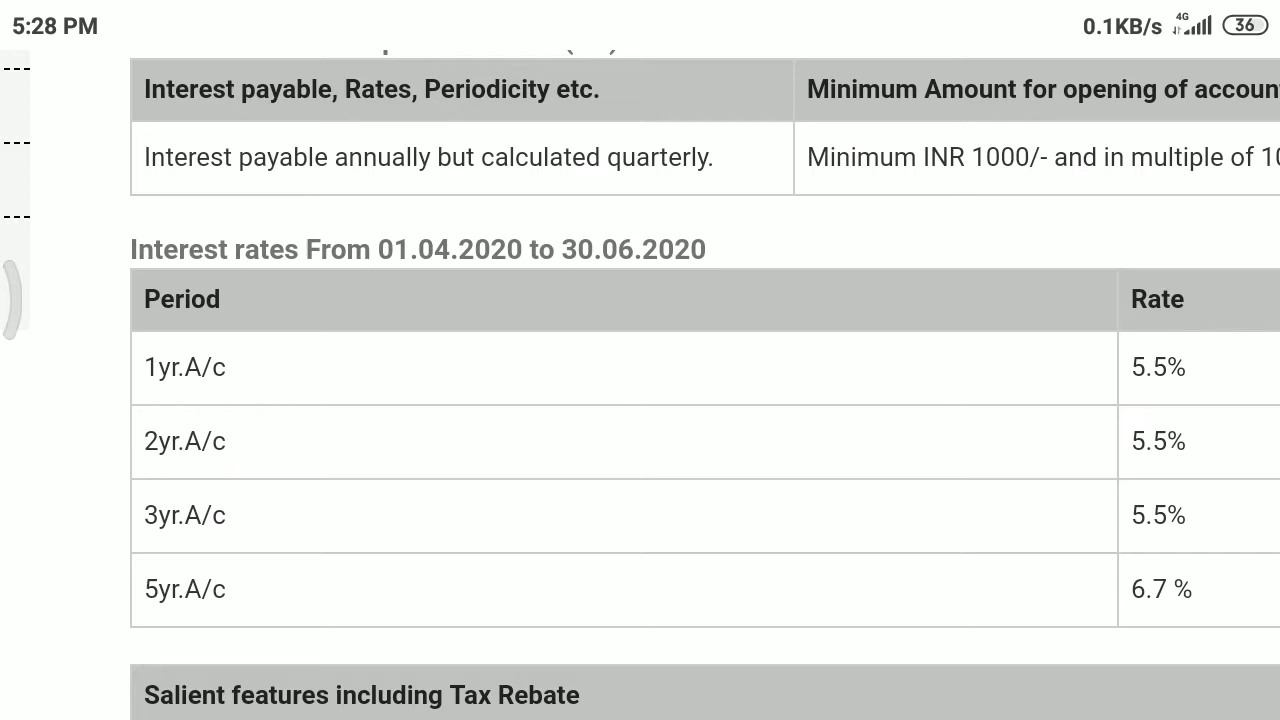 5:28 PM 0.1KB/s 4G 36
Interest payable, Rates, Periodicity etc. Minimum Amount for opening of accoun
Interest payable annually but calculated quarterly. Minimum INR 1000/- and in multiple of 10
Interest rates From 01.04.2020 to 30.06.2020
Period Rate
1yr.A/c 5.5%
2yr.A/c 5.5%
3yr.A/c 5.5%
5yr.A/c 6.7 %
Salient features including Tax Rebate